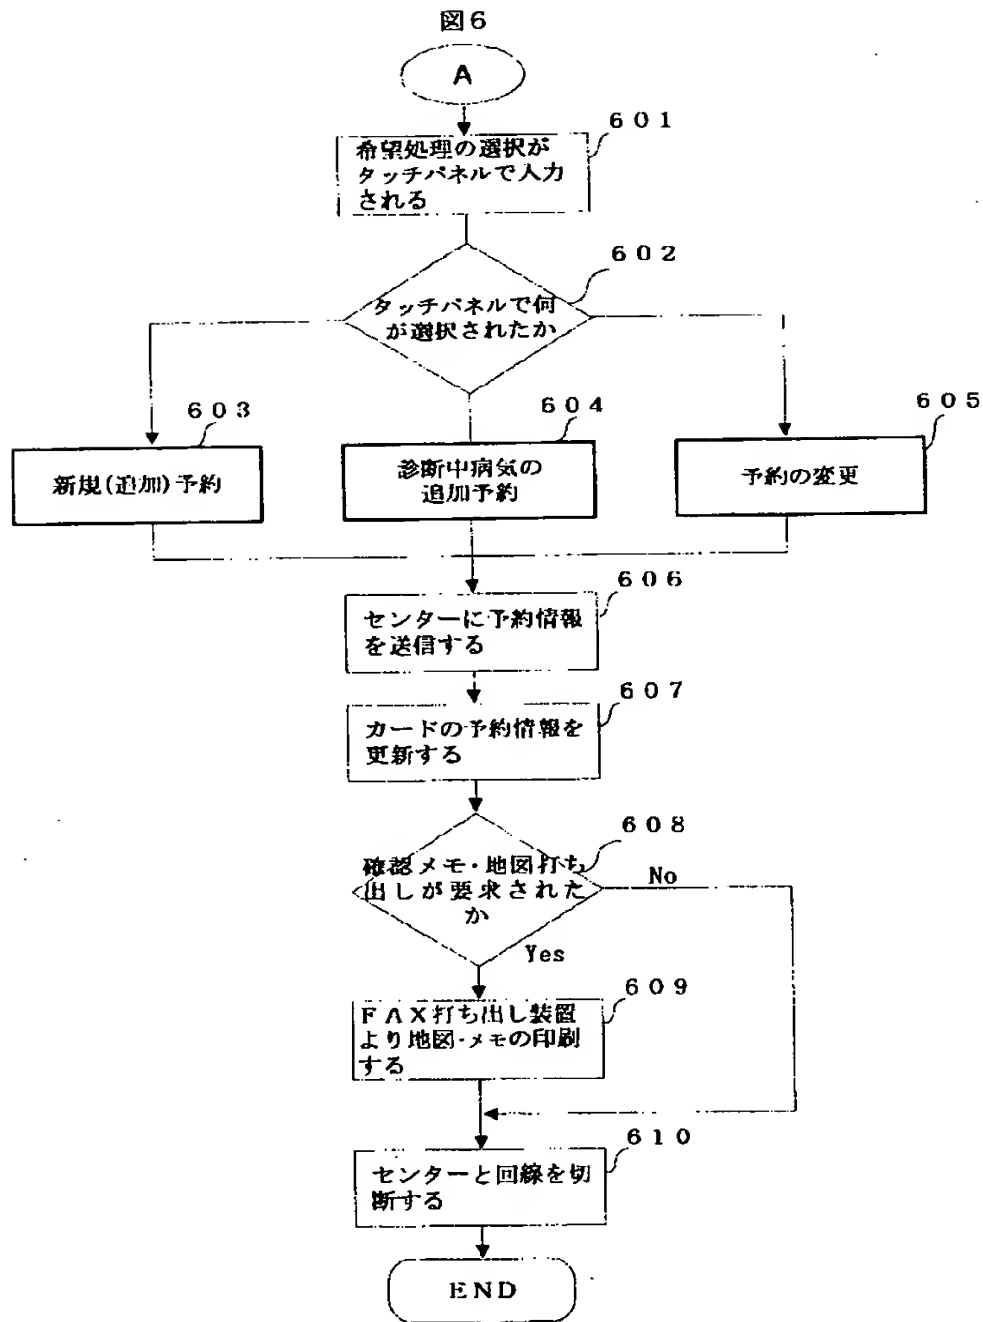 図6
A
601
希望処理の選択が
タッチパネルで入力
される
602
タッチパネルで何
が選択されたか
603
新規(追加)予約
604
診断中病気の
追加予約
605
予約の変更
606
センターに予約情報
を送信する
607
カードの予約情報を
更新する
608
確認メモ・地図打ち
出しが要求された
か
No
Yes
609
FAX打ち出し装置
より地図・メモの印刷
する
610
センターと回線を切
断する
END